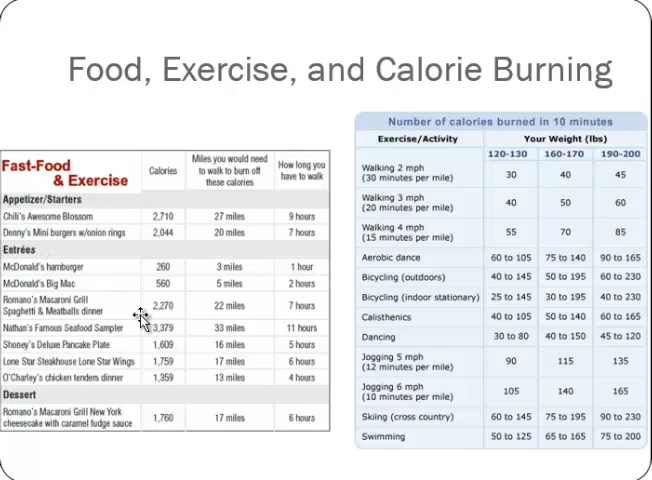 Food, Exercise, and Calorie Burning
Fast-Food & Exercise | Calories | Miles you would need to walk to burn off these calories | How long you have to walk
Appetizer/Starters
Chili's Awesome Blossom 2,710 27 miles 9 hours
Denny's Mini burgers w/onion rings 2,044 20 miles 7 hours
Entrées
McDonald's hamburger 260 3 miles 1 hour
McDonald's Big Mac 560 5 miles 2 hours
Romano's Macaroni Grill Spaghetti & Meatballs dinner 2,270 22 miles 7 hours
Nathan's Famous Seafood Sampler 3,379 33 miles 11 hours
Shoney's Deluxe Pancake Plate 1,609 16 miles 5 hours
Lone Star Steakhouse Lone Star Wings 1,759 17 miles 6 hours
O'Charley's chicken tenders dinner 1,359 13 miles 4 hours
Dessert
Romano's Macaroni Grill New York cheesecake with caramel fudge sauce 1,760 17 miles 6 hours
Number of calories burned in 10 minutes
Exercise/Activity Your Weight (lbs)
120-130 160-170 190-200
Walking 2 mph (30 minutes per mile) 30 40 45
Walking 3 mph (20 minutes per mile) 40 50 60
Walking 4 mph (15 minutes per mile) 55 70 85
Aerobic dance 60 to 105 75 to 140 90 to 165
Bicycling (outdoors) 40 to 145 50 to 195 60 to 230
Bicycling (indoor stationary) 25 to 145 30 to 195 40 to 230
Calisthenics 40 to 105 50 to 140 60 to 165
Dancing 30 to 80 40 to 150 45 to 120
Jogging 5 mph (12 minutes per mile) 90 115 135
Jogging 6 mph (10 minutes per mile) 105 140 165
Skiing (cross country) 60 to 145 75 to 195 90 to 230
Swimming 50 to 125 65 to 165 75 to 200